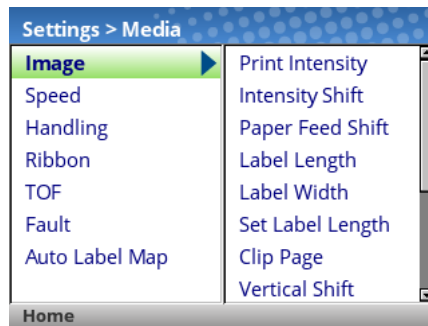 Settings > Media
Image
Speed
Handling
Ribbon
TOF
Fault
Auto Label Map
Print Intensity
Intensity Shift
Paper Feed Shift
Label Length
Label Width
Set Label Length
Clip Page
Vertical Shift
Home